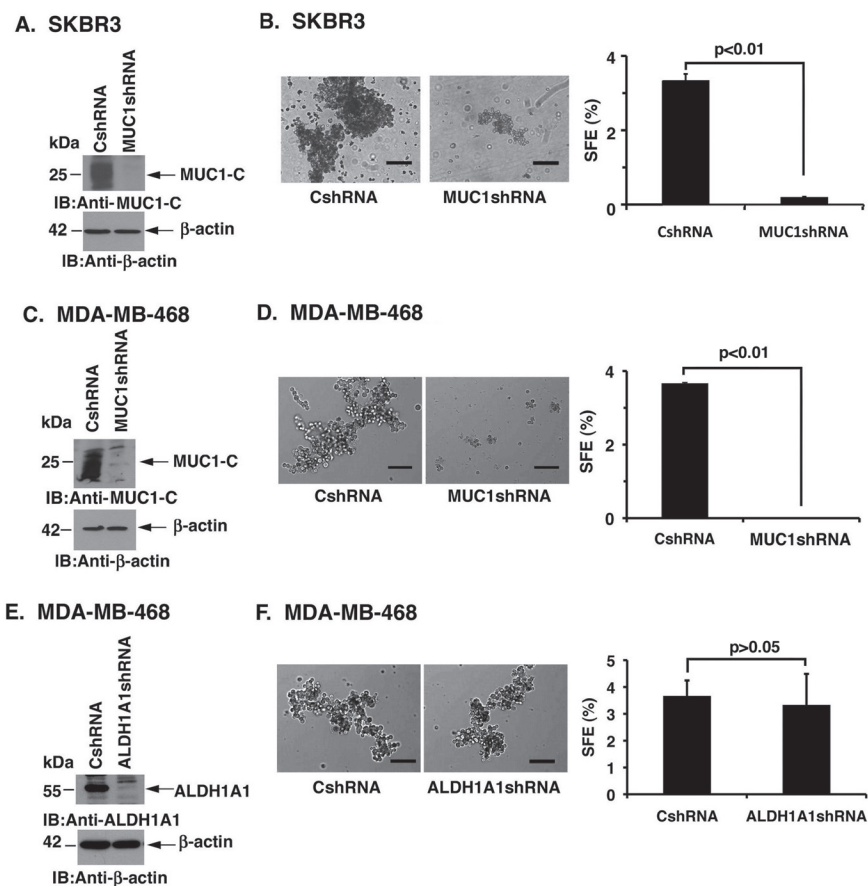 A. SKBR3
CshRNA
MUC1shRNA
kDa
25
MUC1-C
IB:Anti-MUC1-C
42
β-actin
IB:Anti-β-actin
B. SKBR3
CshRNA
MUC1shRNA
p<0.01
SFE (%)
4
2
0
CshRNA
MUC1shRNA
C. MDA-MB-468
CshRNA
MUC1shRNA
kDa
25
MUC1-C
IB:Anti-MUC1-C
42
β-actin
IB:Anti-β-actin
D. MDA-MB-468
CshRNA
MUC1shRNA
p<0.01
SFE (%)
4
2
0
CshRNA
MUC1shRNA
E. MDA-MB-468
CshRNA
ALDH1A1shRNA
kDa
55
ALDH1A1
IB:Anti-ALDH1A1
42
β-actin
IB:Anti-β-actin
F. MDA-MB-468
CshRNA
ALDH1A1shRNA
p>0.05
SFE (%)
5
4
3
2
1
0
CshRNA
ALDH1A1shRNA